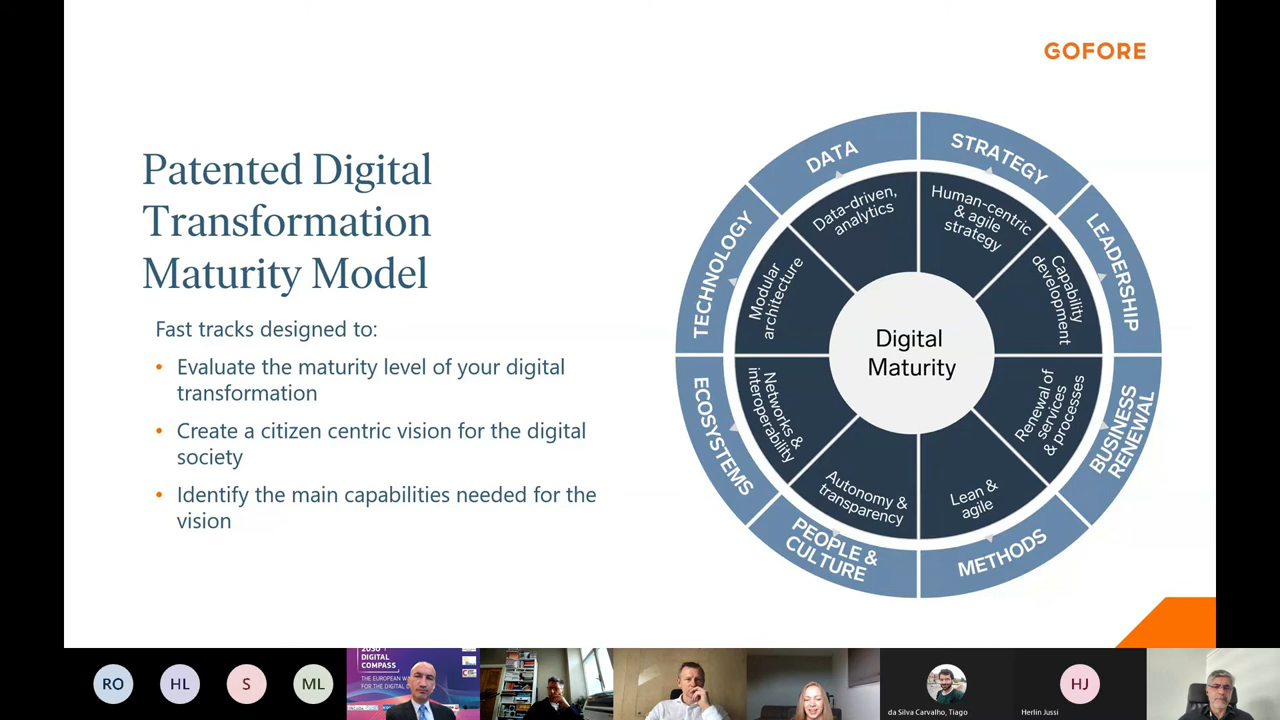 GOFORE
Patented Digital
Transformation
Maturity Model
Fast tracks designed to:
• Evaluate the maturity level of your digital
transformation
• Create a citizen centric vision for the digital
society
• Identify the main capabilities needed for the
vision
DATA
STRATEGY
LEADERSHIP
BUSINESS
RENEWAL
METHODS
PEOPLE &
CULTURE
ECOSYSTEMS
TECHNOLOGY
Data-driven,
analytics
Human-centric
& agile
strategy
Capability
development
Renewal of
services
& processes
Lean &
agile
Autonomy &
transparency
Networks &
interoperability
Modular
architecture
Digital
Maturity
RO
HL
S
ML
DIGITAL
COMPASS
da Silva Carvalho, Tiago
HJ
Herlin Jussi